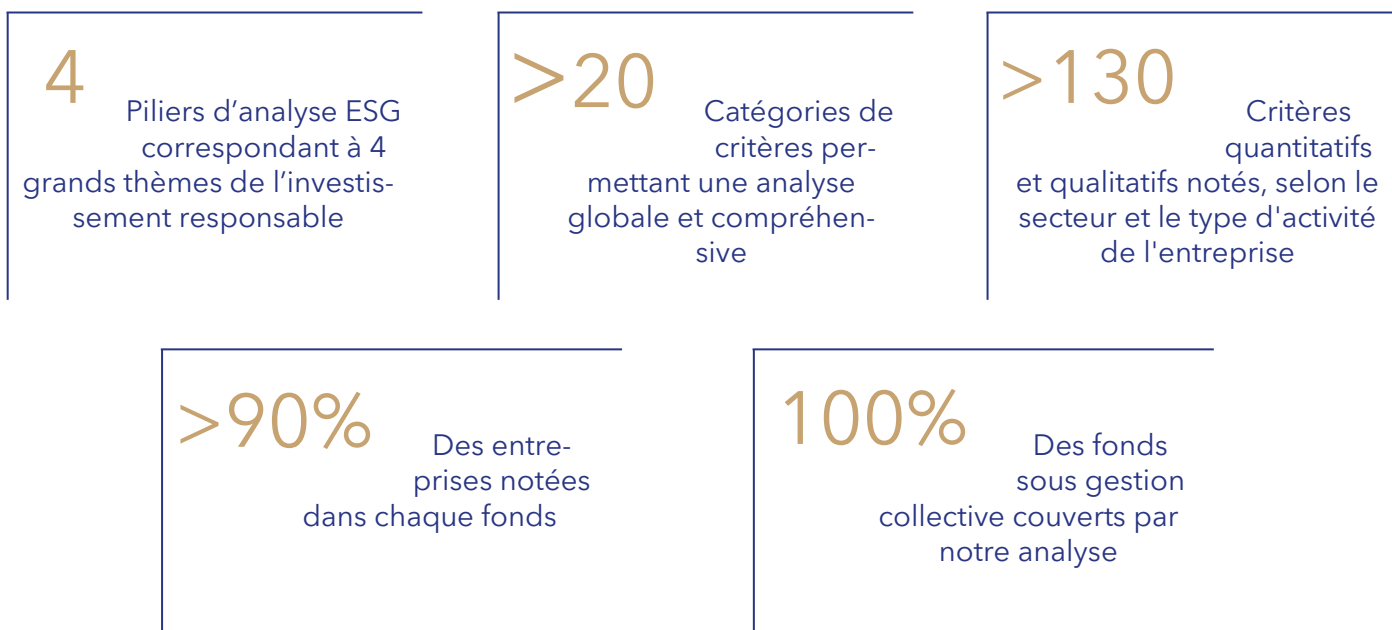 4
Piliers d’analyse ESG
correspondant à 4
grands thèmes de l’investis-
sement responsable
>20
Catégories de
critères per-
mettant une analyse
globale et compréhen-
sive
>130
Critères
quantitatifs
et qualitatifs notés, selon le
secteur et le type d'activité
de l'entreprise
>90%
Des entre-
prises notées
dans chaque fonds
100%
Des fonds
sous gestion
collective couverts par
notre analyse